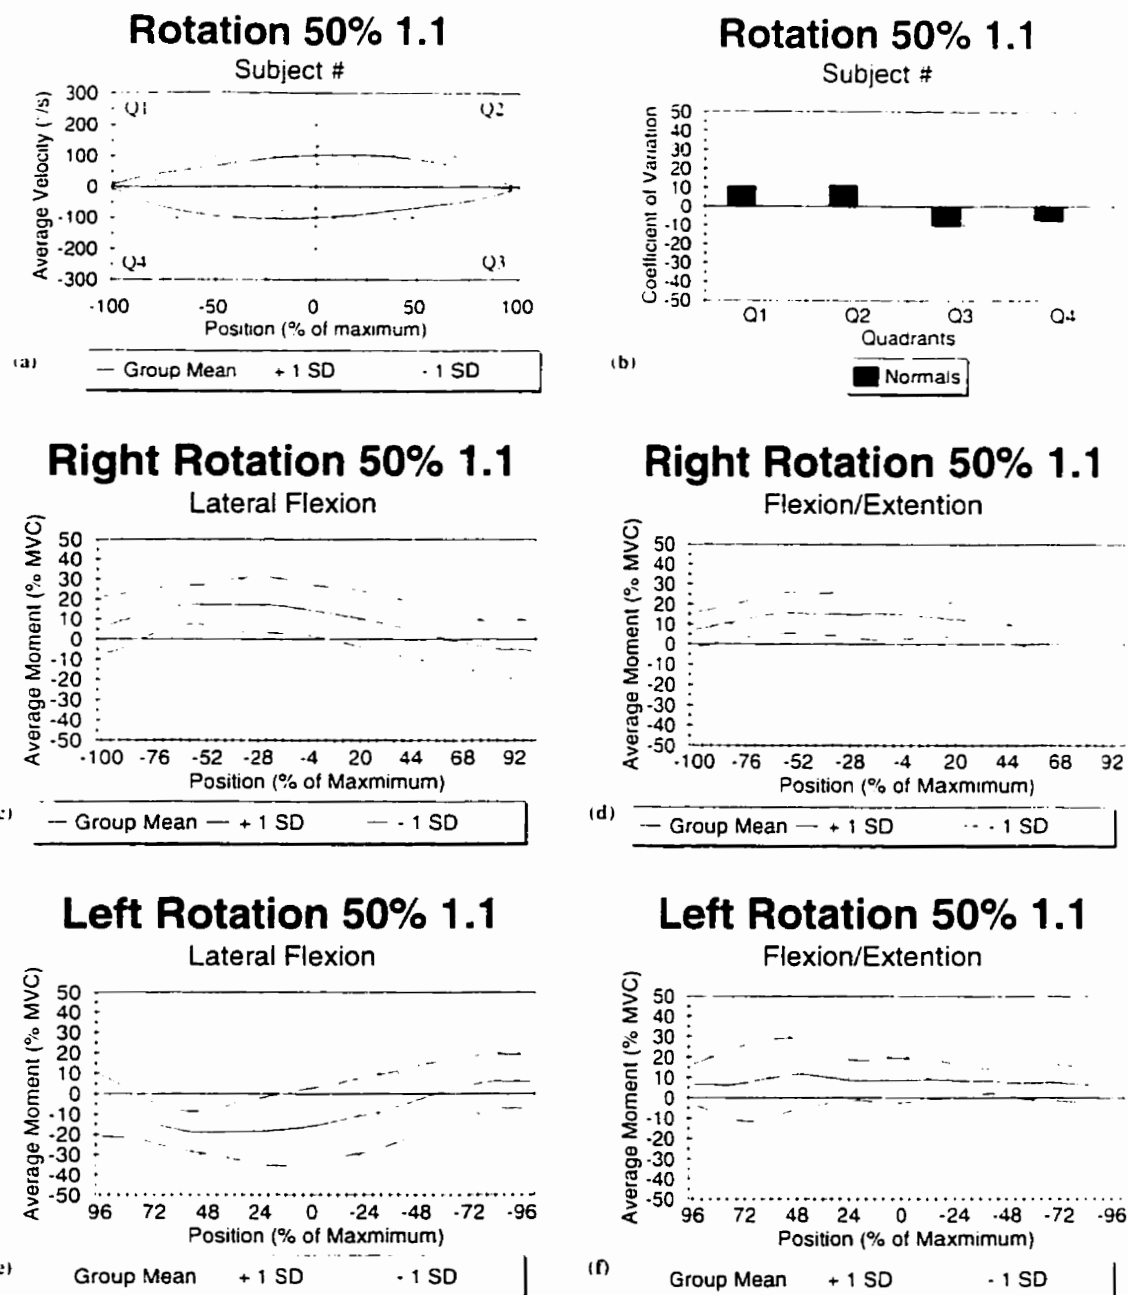 Rotation 50% 1.1
Subject #
Average Velocity (°/s)
300
200
100
0
-100
-200
-300
Q1
Q2
Q4
Q3
-100 -50 0 50 100
Position (% of maximum)
(a)
Group Mean + 1 SD - 1 SD
Rotation 50% 1.1
Subject #
Coefficient of Variation
50
40
30
20
10
0
-10
-20
-30
-40
-50
Q1 Q2 Q3 Q4
Quadrants
(b)
Normals
Right Rotation 50% 1.1
Lateral Flexion
Average Moment (% MVC)
50
40
30
20
10
0
-10
-20
-30
-40
-50
-100 -76 -52 -28 -4 20 44 68 92
Position (% of Maxmimum)
c)
Group Mean + 1 SD - 1 SD
Right Rotation 50% 1.1
Flexion/Extention
Average Moment (% MVC)
50
40
30
20
10
0
-10
-20
-30
-40
-50
-100 -76 -52 -28 -4 20 44 68 92
Position (% of Maxmimum)
(d)
Group Mean + 1 SD - 1 SD
Left Rotation 50% 1.1
Lateral Flexion
Average Moment (% MVC)
50
40
30
20
10
0
-10
-20
-30
-40
-50
96 72 48 24 0 -24 -48 -72 -96
Position (% of Maxmimum)
e)
Group Mean + 1 SD - 1 SD
Left Rotation 50% 1.1
Flexion/Extention
Average Moment (% MVC)
50
40
30
20
10
0
-10
-20
-30
-40
-50
96 72 48 24 0 -24 -48 -72 -96
Position (% of Maxmimum)
(f)
Group Mean + 1 SD - 1 SD